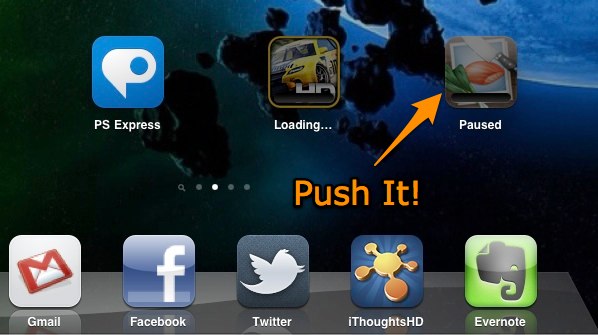 PS Express
Loading...
Paused
Push It!
Gmail
Facebook
Twitter
iThoughtsHD
Evernote